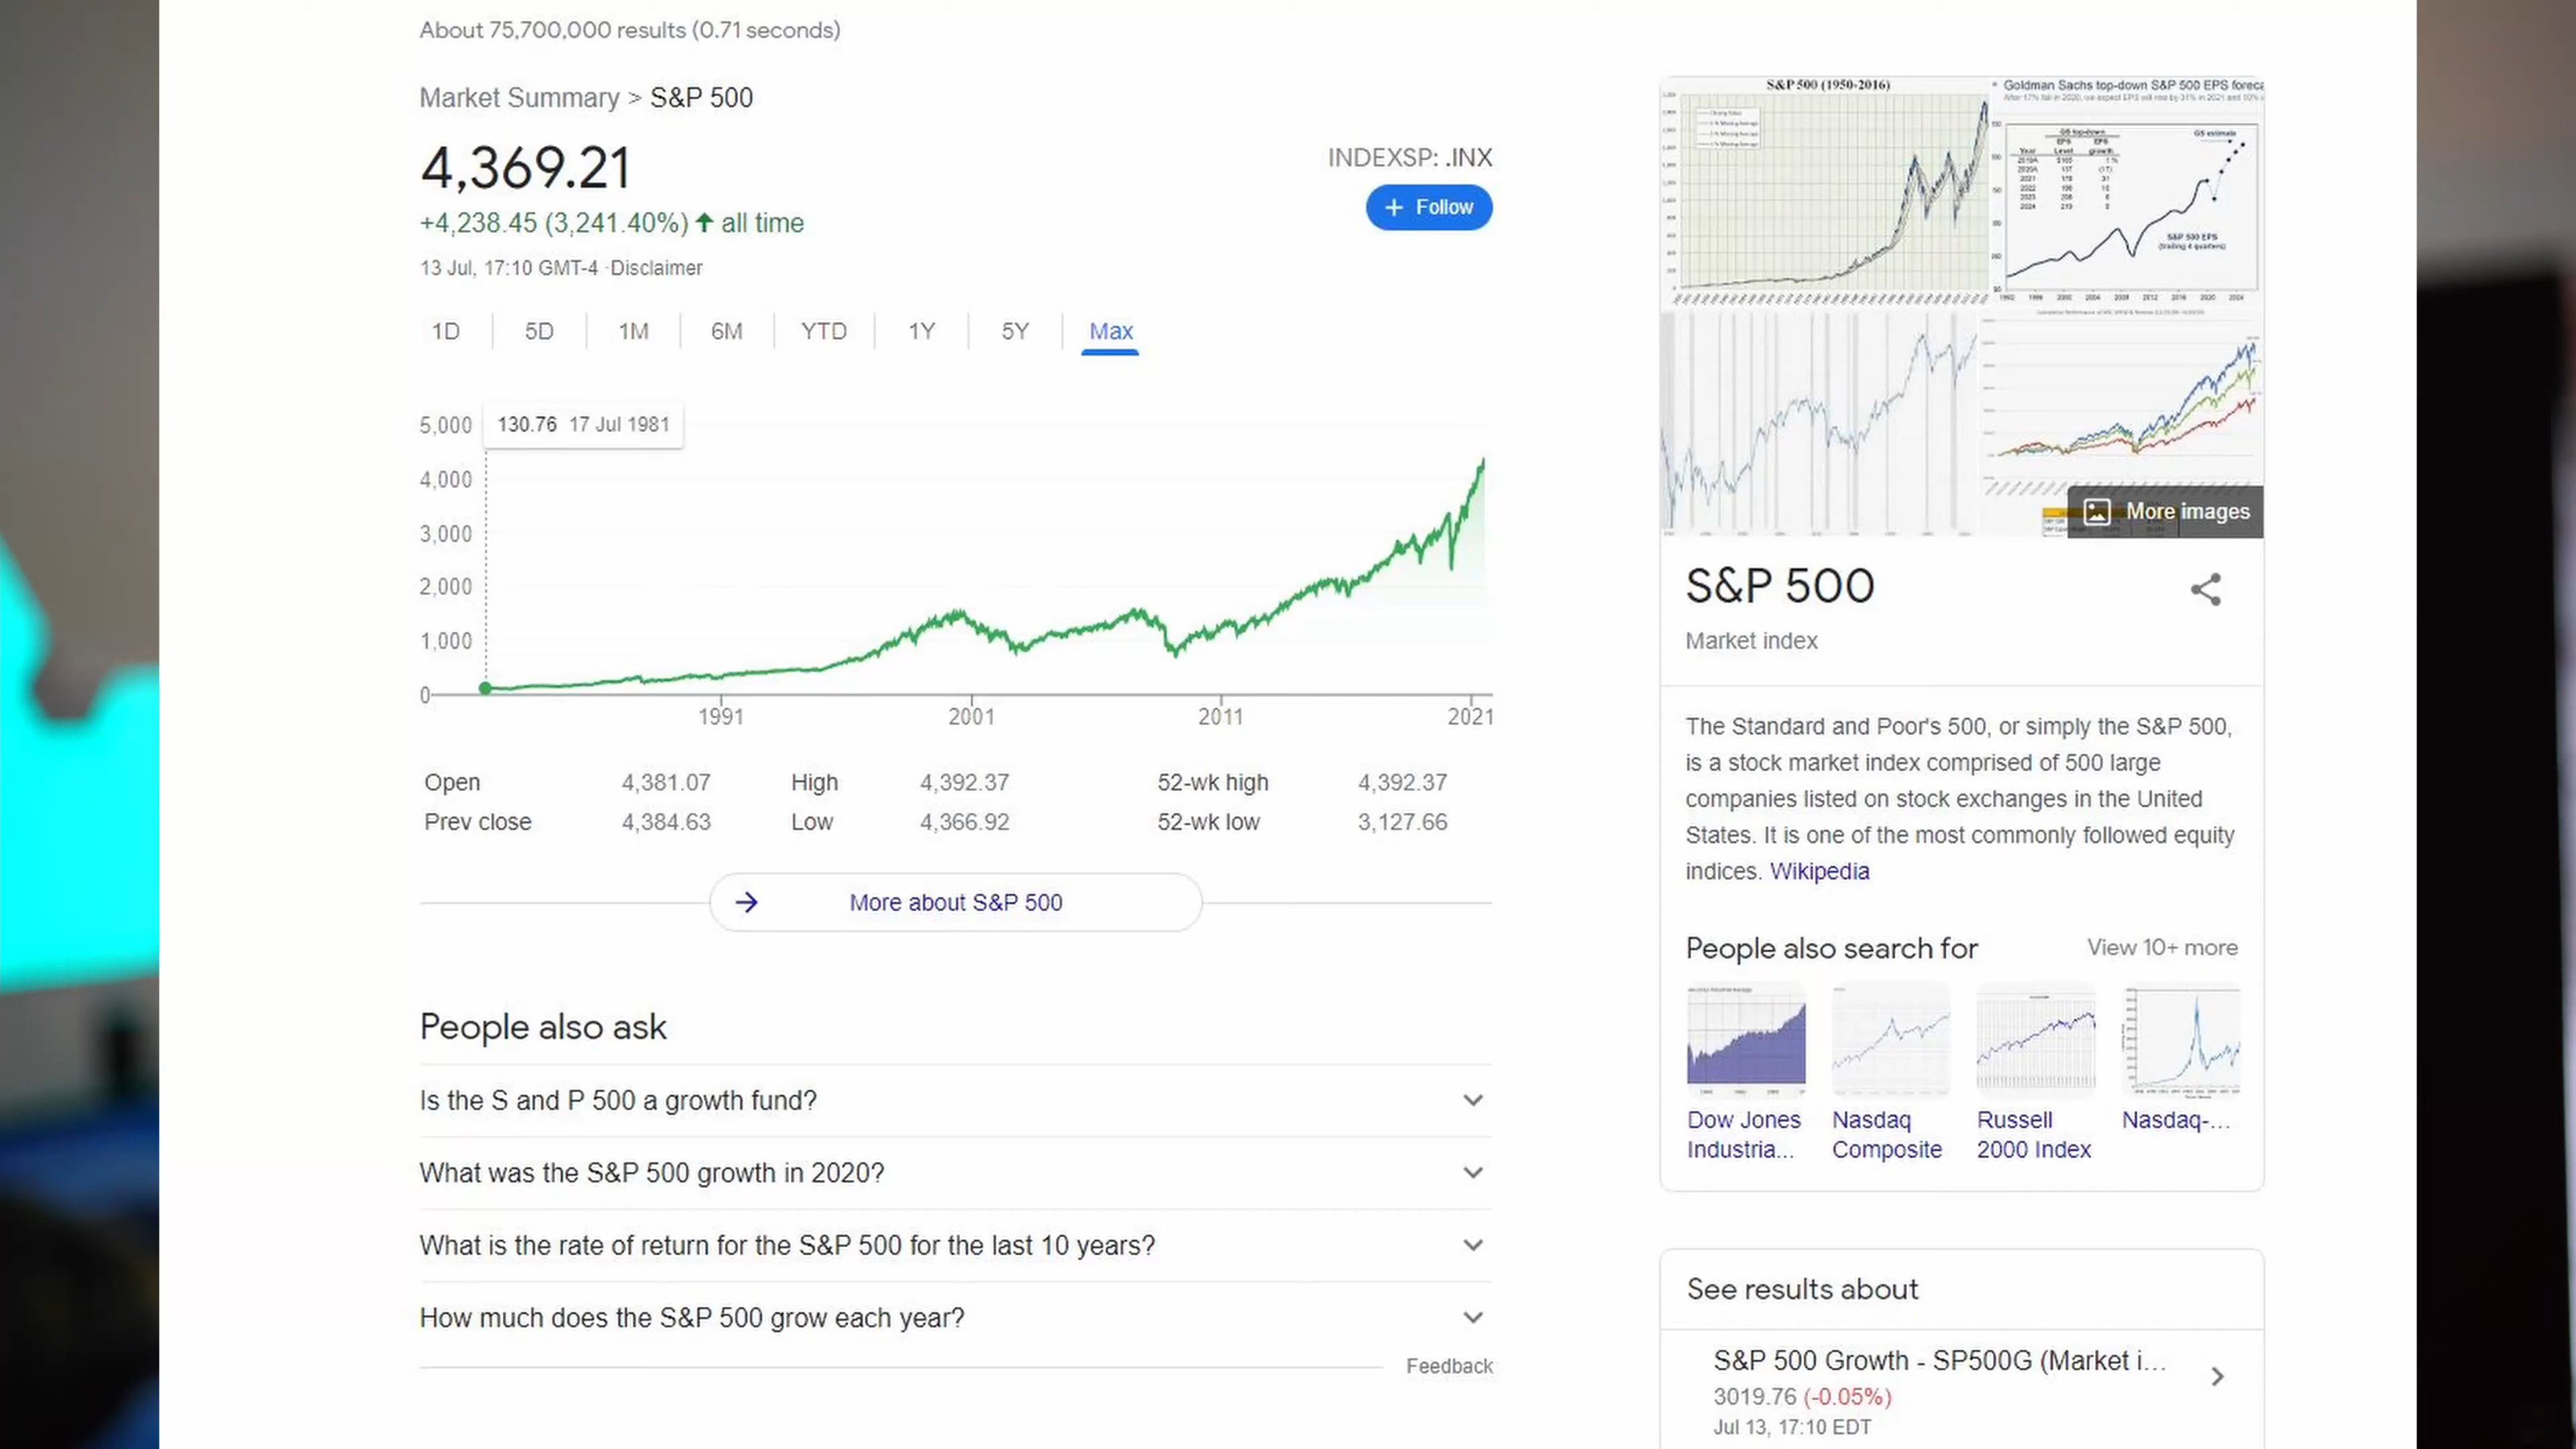 About 75,700,000 results (0.71 seconds)
Market Summary > S&P 500
4,369.21
+4,238.45 (3,241.40%) ↑ all time
13 Jul, 17:10 GMT-4 ·Disclaimer
INDEXSP: .INX
+ Follow
1D 5D 1M 6M YTD 1Y 5Y Max
130.76 17 Jul 1981
5,000
4,000
3,000
2,000
1,000
0
1991 2001 2011 2021
Open 4,381.07 High 4,392.37 52-wk high 4,392.37
Prev close 4,384.63 Low 4,366.92 52-wk low 3,127.66
More about S&P 500
People also ask
Is the S and P 500 a growth fund?
What was the S&P 500 growth in 2020?
What is the rate of return for the S&P 500 for the last 10 years?
How much does the S&P 500 grow each year?
Feedback
S&P 500 (1950-2016)
Goldman Sachs top-down S&P 500 EPS foreca
GS top-down
GS estimate
S&P 500 EPS
(trailing 4 quarters)
More images
S&P 500
Market index
The Standard and Poor's 500, or simply the S&P 500,
is a stock market index comprised of 500 large
companies listed on stock exchanges in the United
States. It is one of the most commonly followed equity
indices. Wikipedia
People also search for
View 10+ more
Dow Jones
Industria...
Nasdaq
Composite
Russell
2000 Index
Nasdaq-...
See results about
S&P 500 Growth - SP500G (Market i...
3019.76 (-0.05%)
Jul 13, 17:10 EDT